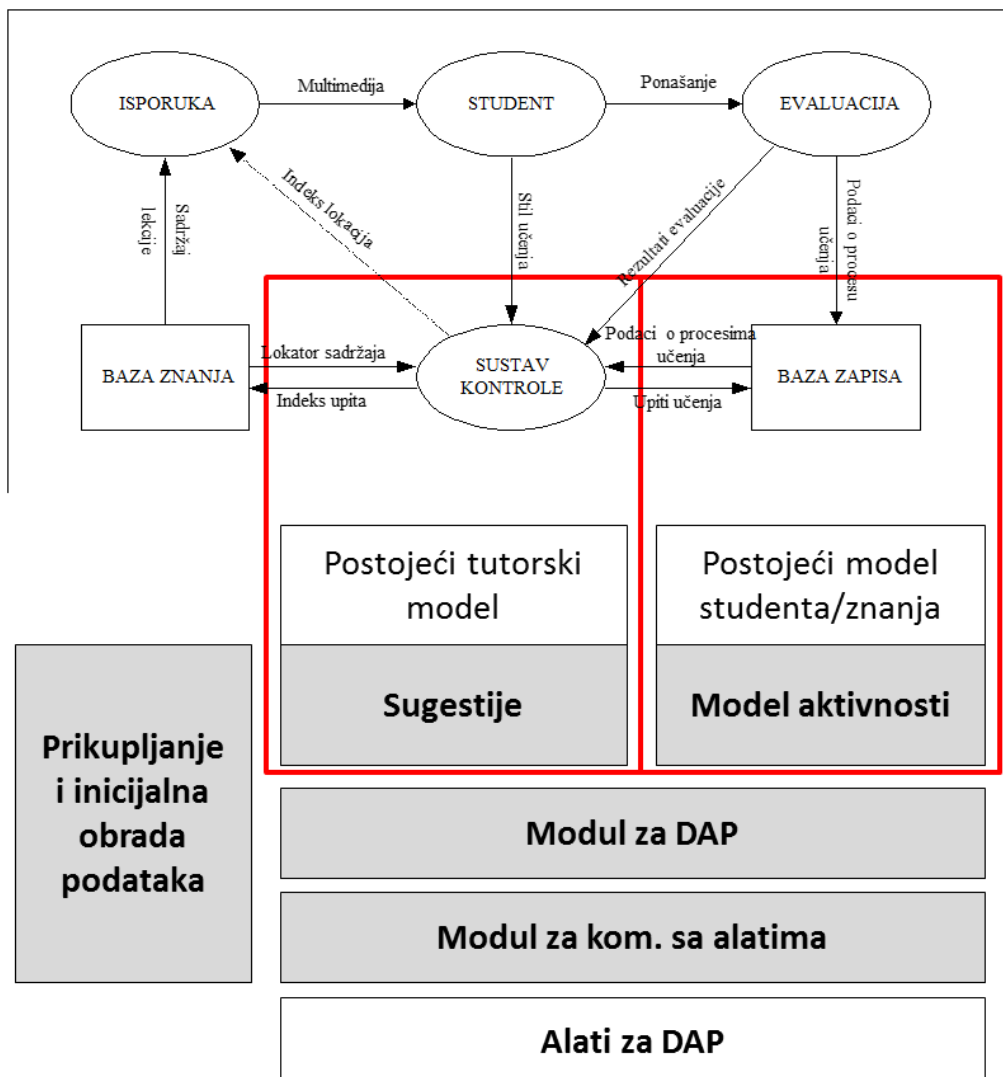 ISPORUKA
Multimedija
STUDENT
Ponašanje
EVALUACIJA
Sadržaj
lekcije
Indeks lokacija
Stil učenja
Rezultati evaluacije
Podaci o procesu
učenja
BAZA ZNANJA
Lokator sadržaja
Indeks upita
SUSTAV
KONTROLE
Podaci o procesima
učenja
Upiti učenja
BAZA ZAPISA
Postojeći tutorski
model
Postojeći model
studenta/znanja
Sugestije
Model aktivnosti
Prikupljanje
i inicijalna
obrada
podataka
Modul za DAP
Modul za kom. sa alatima
Alati za DAP